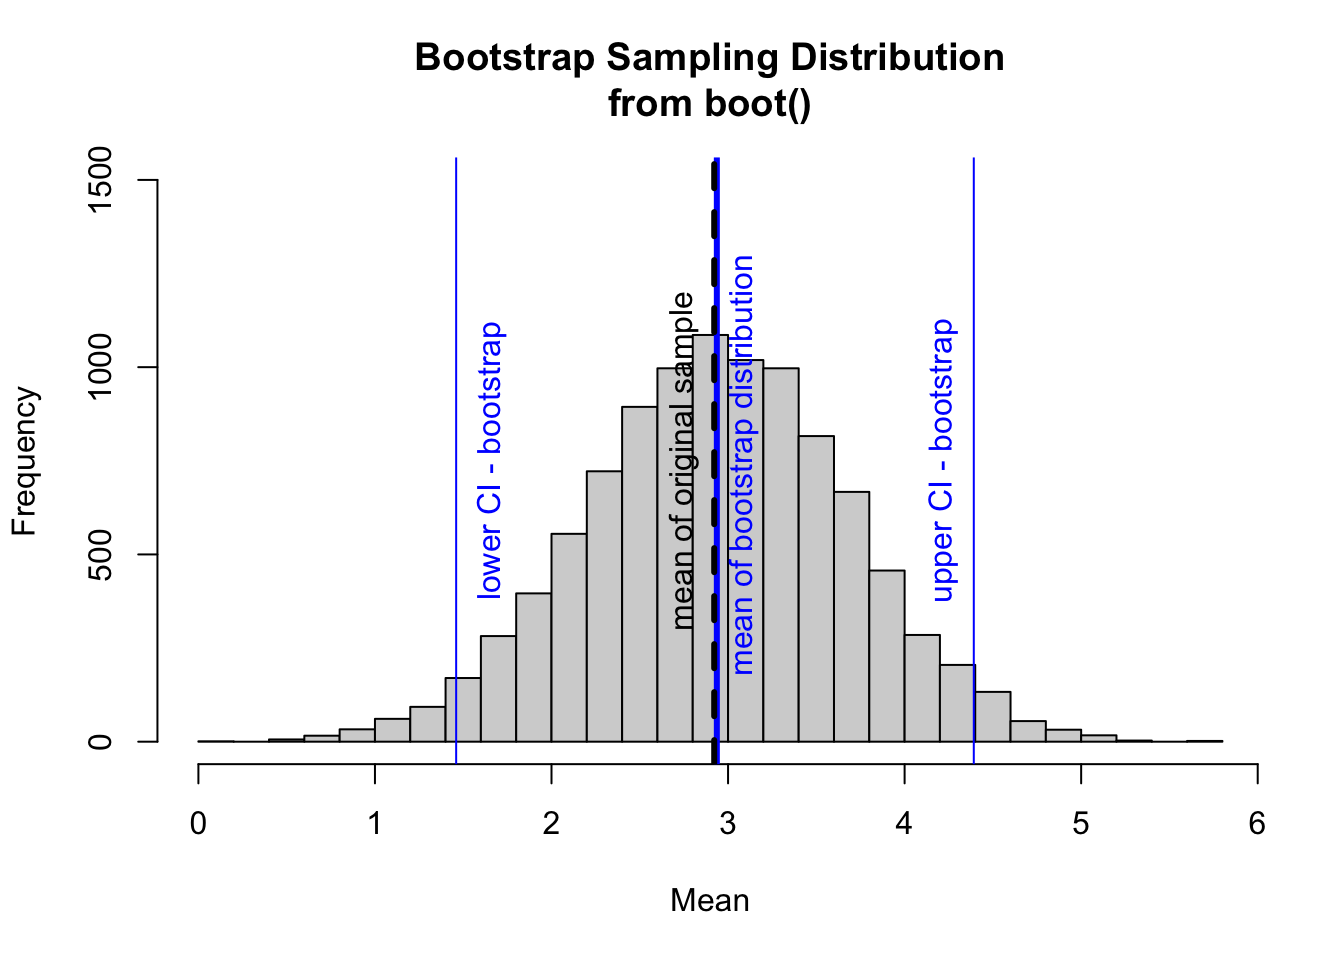 Bootstrap Sampling Distribution
from boot()
Frequency
1500
1000
500
0
lower CI - bootstrap
mean of original sample
mean of bootstrap distribution
upper CI - bootstrap
0 1 2 3 4 5 6
Mean